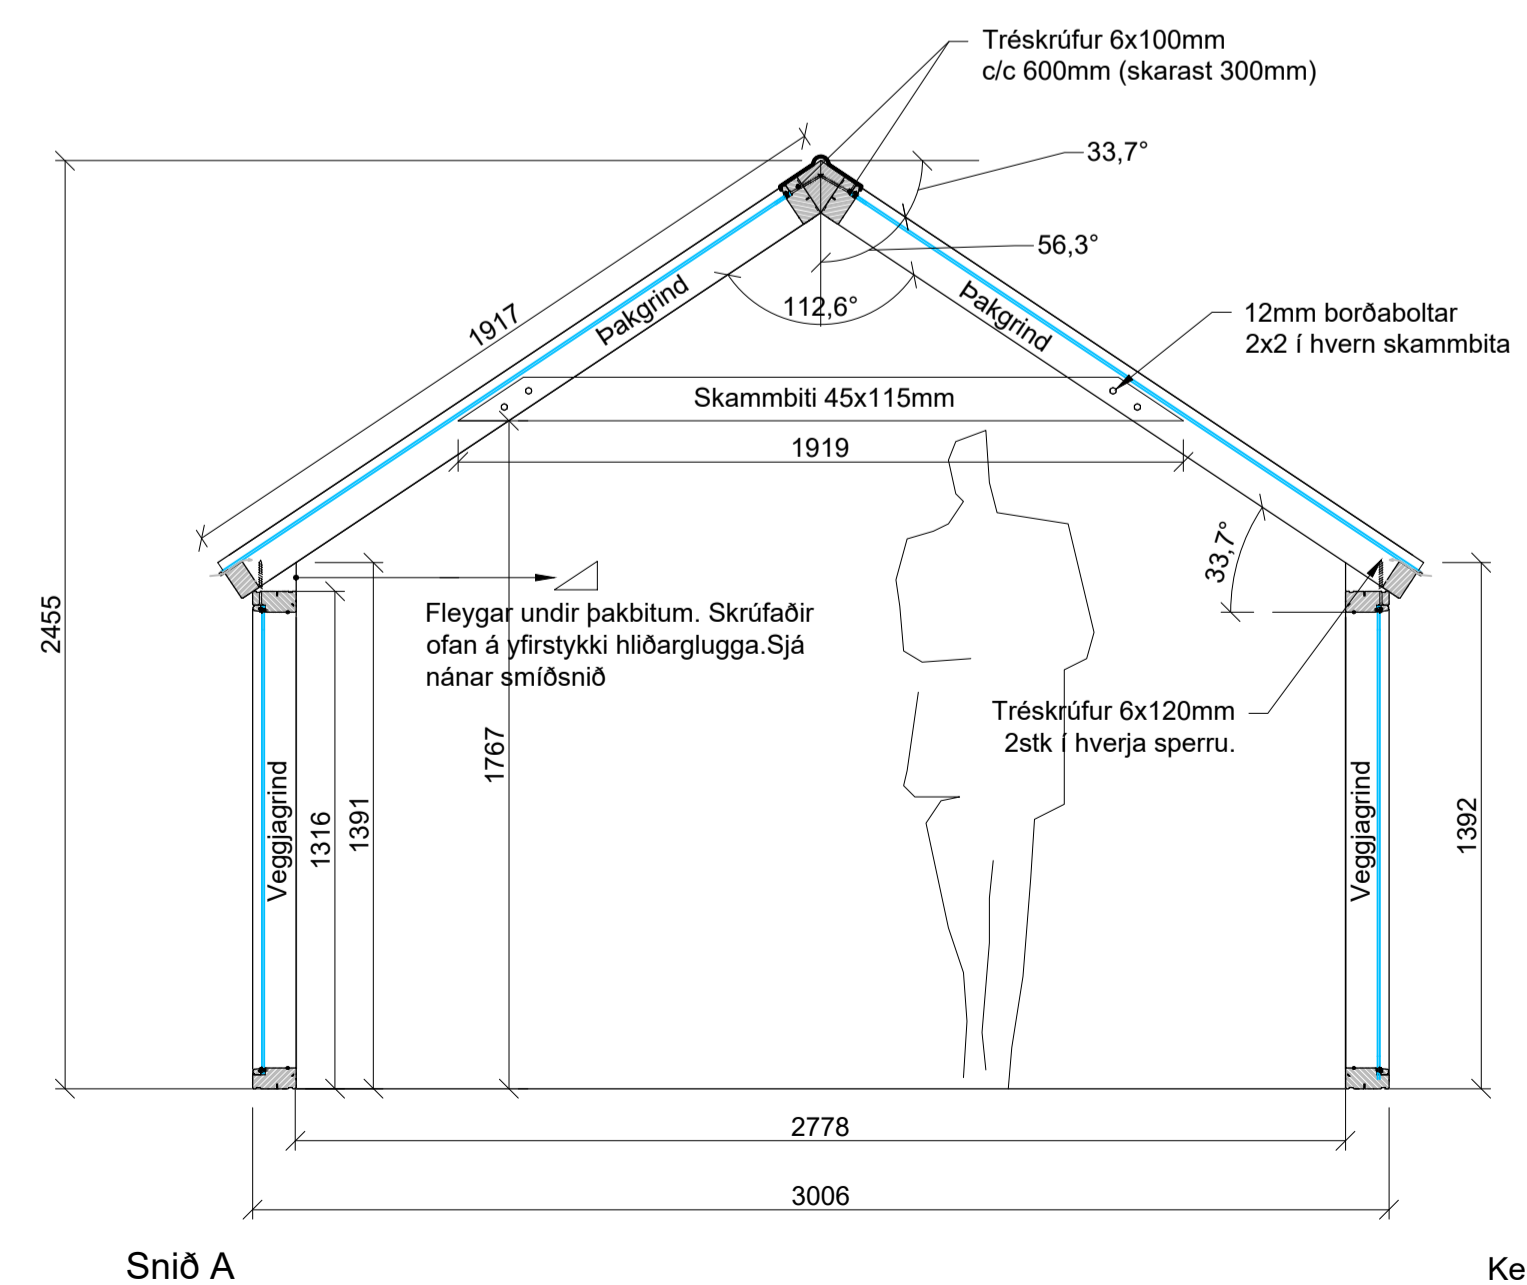 Tréskrúfur 6x100mm
c/c 600mm (skarast 300mm)
33,7°
56,3°
112,6°
1917
Þakgrind
Þakgrind
12mm borðaboltar
2x2 í hvern skammbita
Skammbiti 45x115mm
1919
33,7°
2455
Fleygar undir þakbitum. Skrúfaðir
ofan á yfirstykki hliðarglugga.Sjá
nánar smíðsnið
Tréskrúfur 6x120mm
2stk í hverja sperru.
1767
Veggjagrind
1316
1391
Veggjagrind
1392
2778
3006
Snið A
Ke